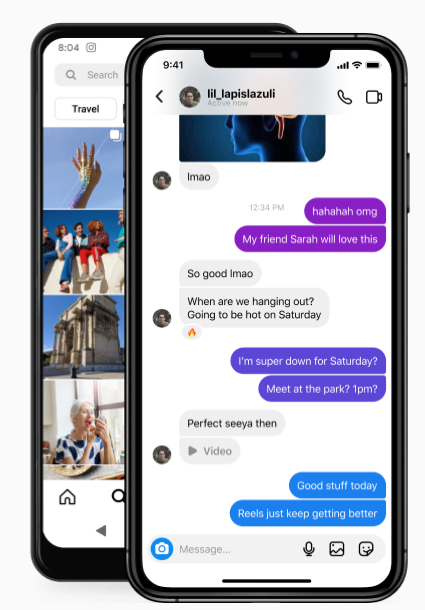 8:04
Search
Travel
9:41
lil_lapislazuli
Active now
lmao
12:34 PM
hahahah omg
My friend Sarah will love this
So good lmao
When are we hanging out?
Going to be hot on Saturday
I'm super down for Saturday?
Meet at the park? 1pm?
Perfect seeya then
Video
Good stuff today
Reels just keep getting better
Message...